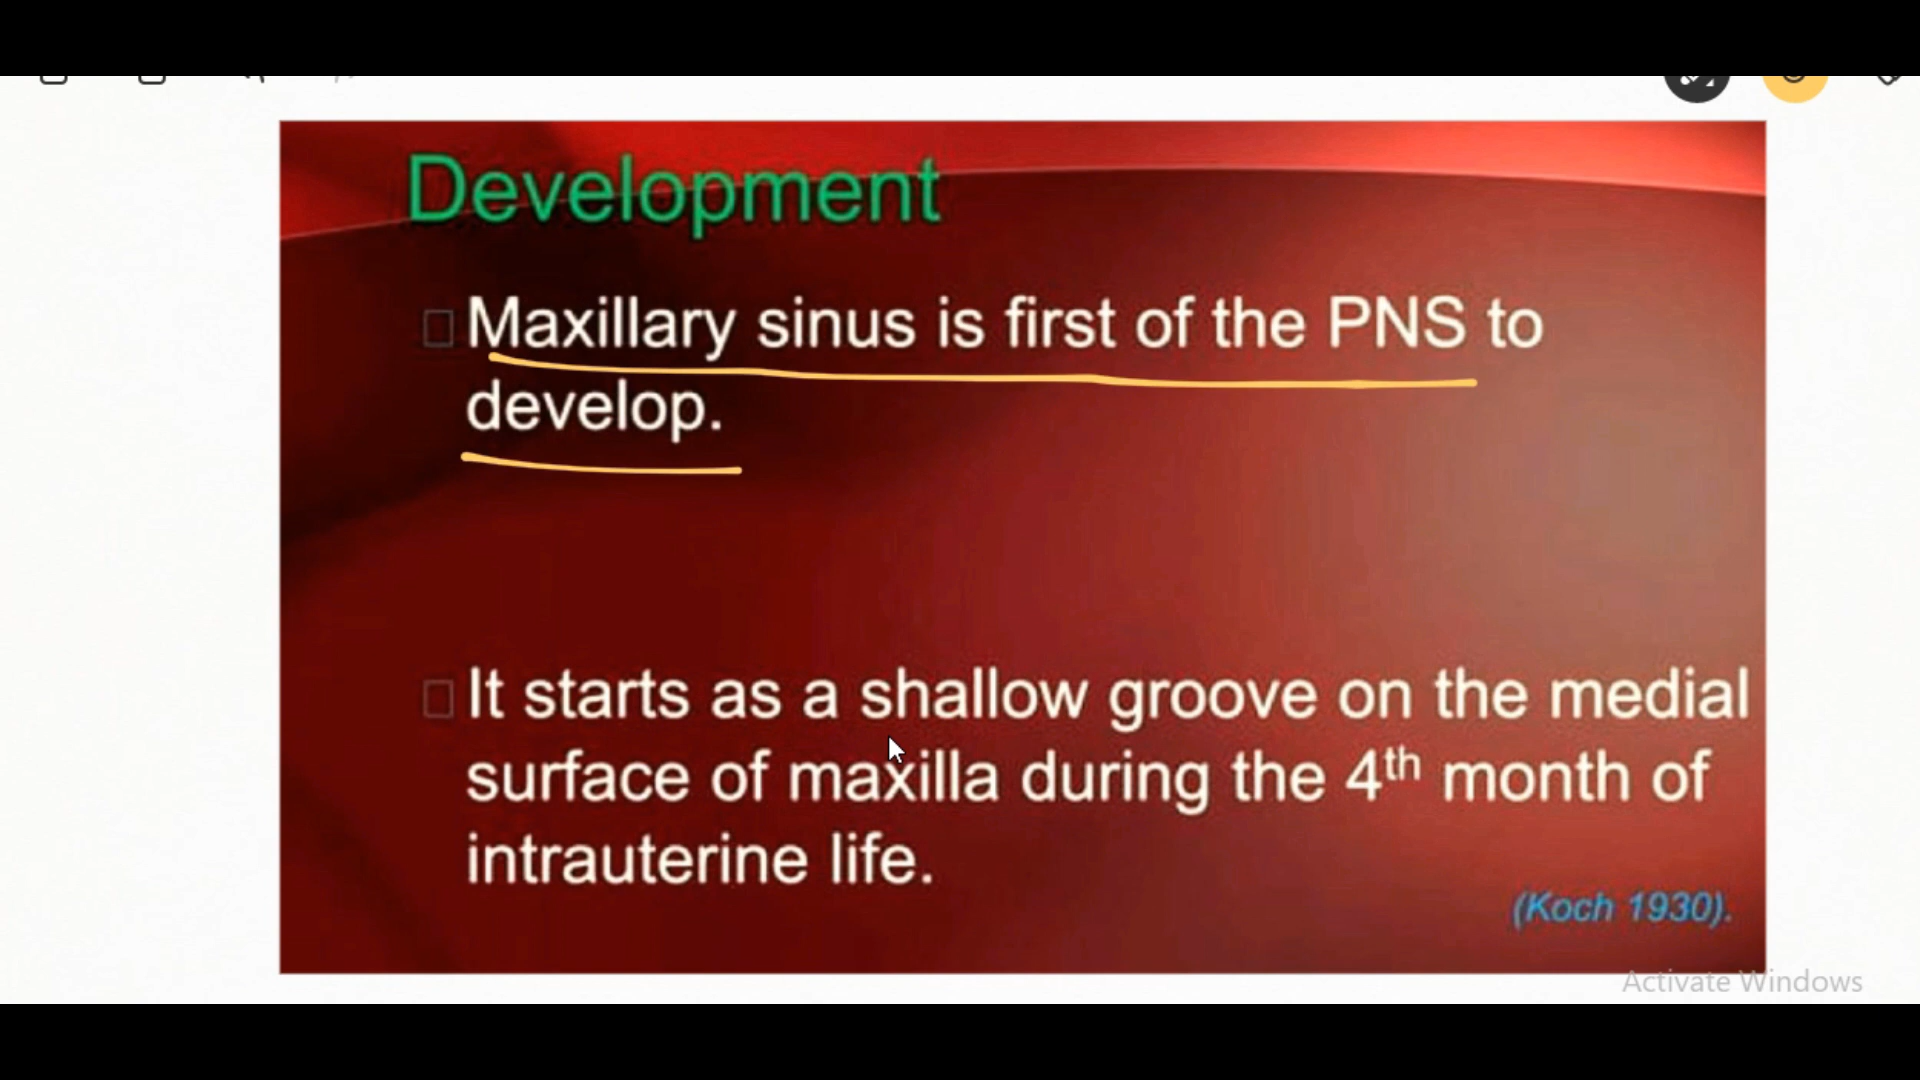 Development
Maxillary sinus is first of the PNS to
develop.
It starts as a shallow groove on the medial
surface of maxilla during the 4th month of
intrauterine life.
(Koch 1930).
Activate Windows